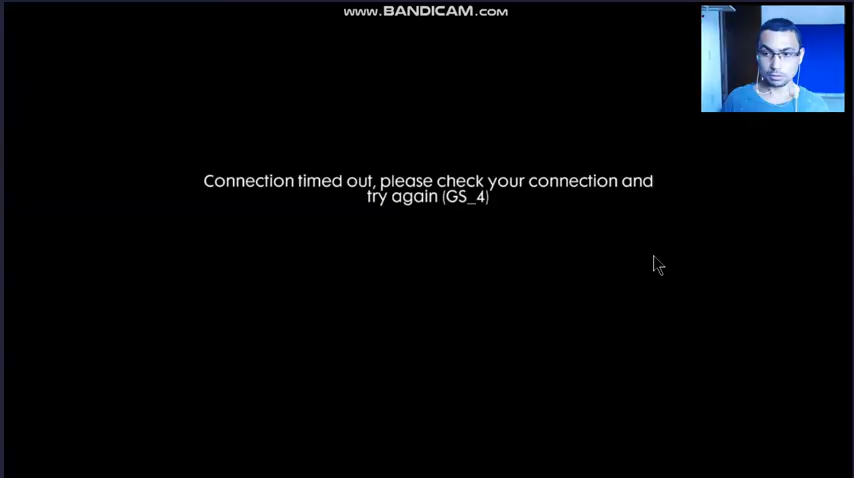 www.BANDICAM.com
Connection timed out, please check your connection and
try again (GS_4)